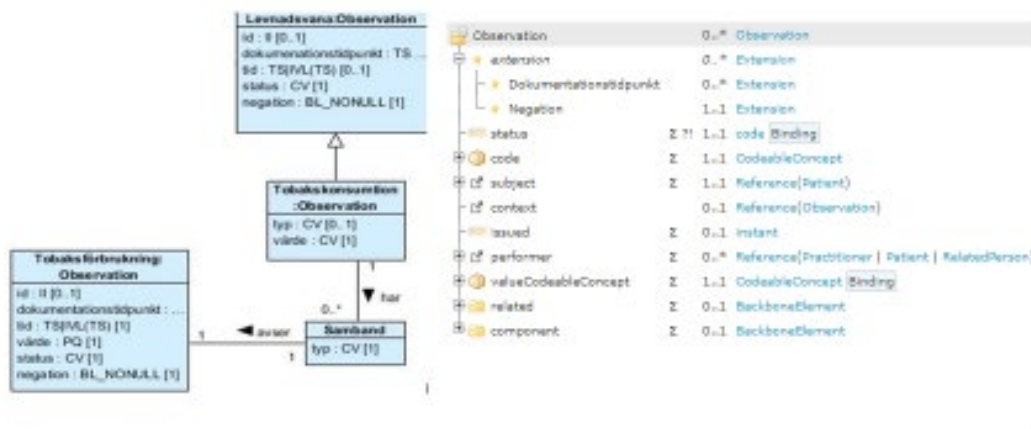 Levnadsvana:Observation
id : II [0..1]
dokumenationstidpunkt : TS ...
tid : TS|IVL(TS) [0..1]
status : CV [1]
negation : BL_NONULL [1]
Tobakskonsumtion
:Observation
typ : CV [0..1]
värde : CV [1]
1
har
0..*
Samband
typ : CV [1]
avser
1
1
Tobaksförbrukning:
Observation
id : II [0..1]
dokumentationstidpunkt : ...
tid : TS|IVL(TS) [1]
värde : PQ [1]
status : CV [1]
negation : BL_NONULL [1]
Observation 0..* Observation
extension 0..* Extension
Dokumentationstidpunkt 0..* Extension
Negation 1..1 Extension
status Σ ?! 1..1 code Binding
code Σ 1..1 CodeableConcept
subject Σ 1..1 Reference(Patient)
context 0..1 Reference(Observation)
issued Σ 0..1 instant
performer Σ 0..* Reference(Practitioner | Patient | RelatedPerson)
valueCodeableConcept Σ 1..1 CodeableConcept Binding
related Σ 0..1 BackboneElement
component Σ 0..1 BackboneElement